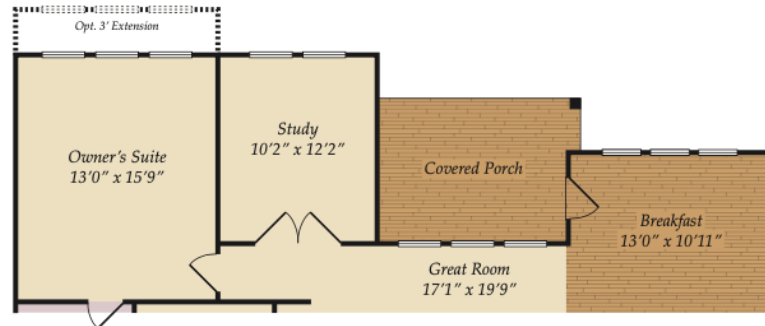 Opt. 3' Extension
Owner's Suite
13'0" x 15'9"
Study
10'2" x 12'2"
Covered Porch
Breakfast
13'0" x 10'11"
Great Room
17'1" x 19'9"